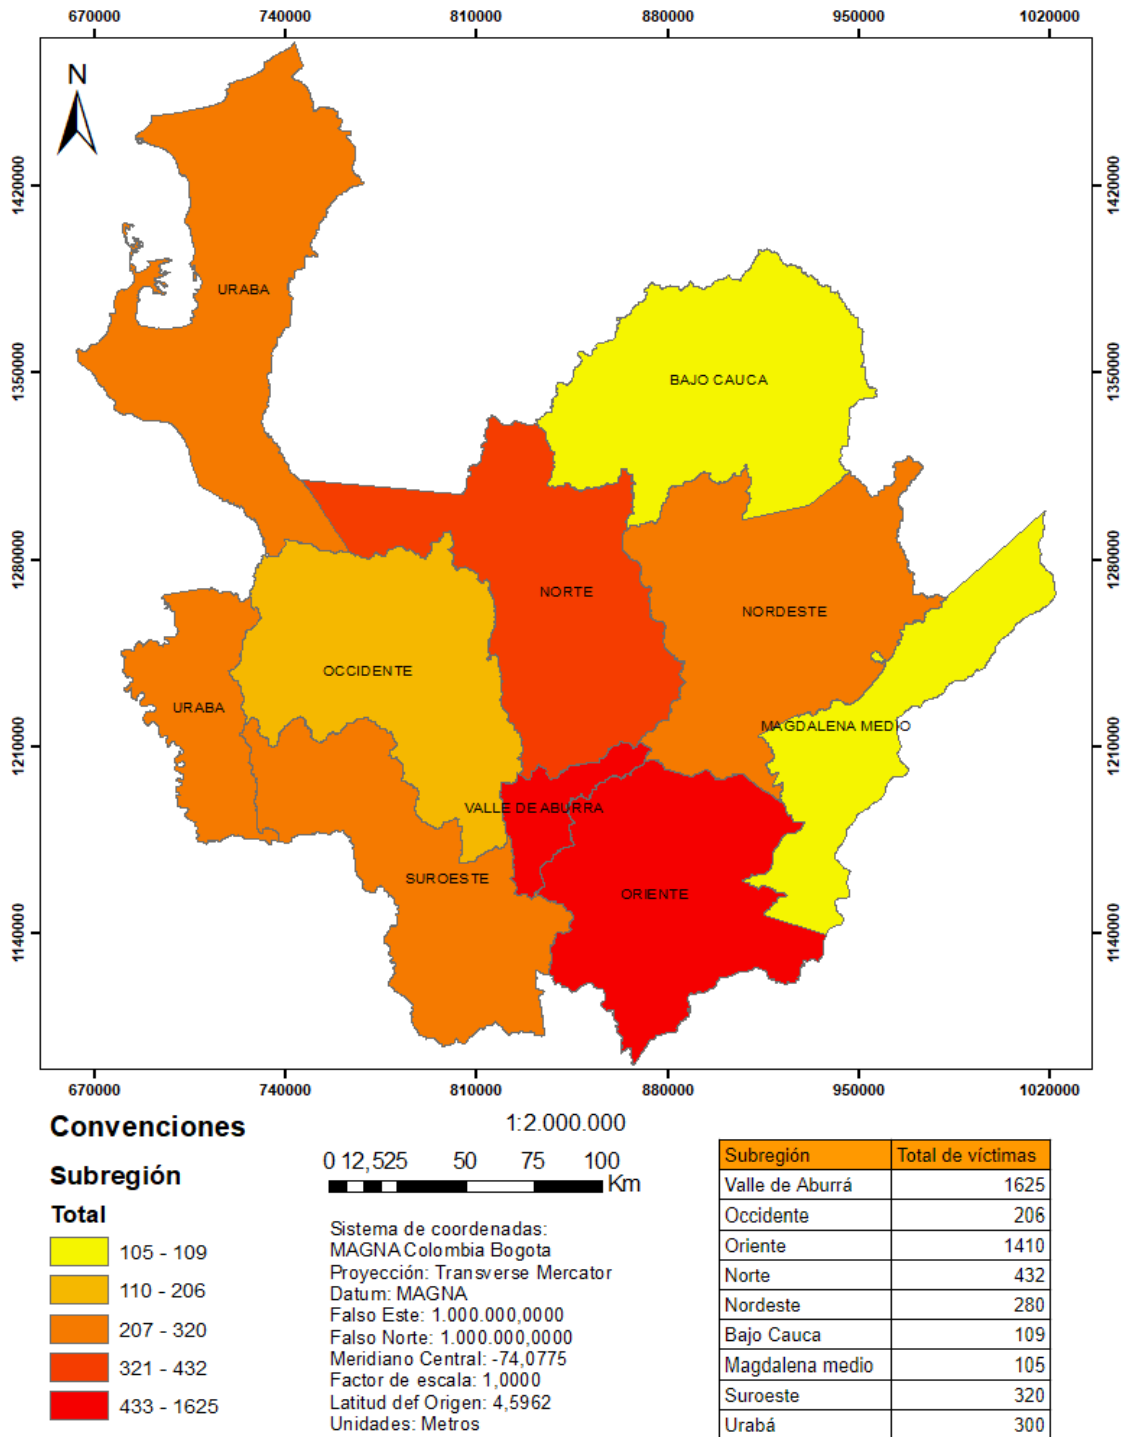 670000 740000 810000 880000 950000 1020000
N
1420000 1420000
URABA
1350000 1350000
BAJO CAUCA
1280000 1280000
NORTE
NORDESTE
OCCIDENTE
URABA
MAGDALENA MEDIO
1210000 1210000
VALLE DE ABURRA
SUROESTE
ORIENTE
1140000 1140000
670000 740000 810000 880000 950000 1020000
Convenciones
Subregión
Total
105 - 109
110 - 206
207 - 320
321 - 432
433 - 1625
1:2.000.000
0 12,525 50 75 100
Km
Sistema de coordenadas:
MAGNA Colombia Bogota
Proyección: Transverse Mercator
Datum: MAGNA
Falso Este: 1.000.000,0000
Falso Norte: 1.000.000,0000
Meridiano Central: -74,0775
Factor de escala: 1,0000
Latitud def Origen: 4,5962
Unidades: Metros
Subregión Total de víctimas
Valle de Aburrá 1625
Occidente 206
Oriente 1410
Norte 432
Nordeste 280
Bajo Cauca 109
Magdalena medio 105
Suroeste 320
Urabá 300